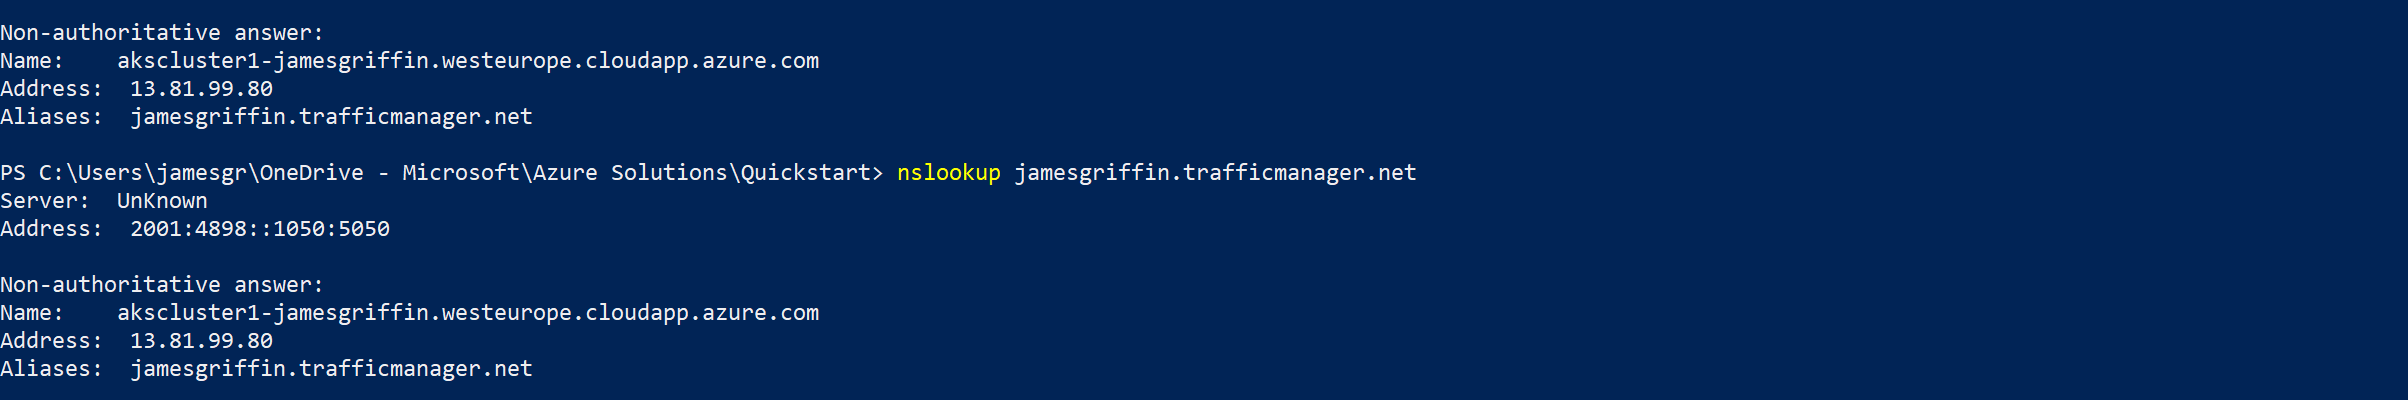 Non-authoritative answer:
Name:    akscluster1-jamesgriffin.westeurope.cloudapp.azure.com
Address:  13.81.99.80
Aliases:  jamesgriffin.trafficmanager.net
PS C:\Users\jamesgr\OneDrive - Microsoft\Azure Solutions\Quickstart> nslookup jamesgriffin.trafficmanager.net
Server:  UnKnown
Address:  2001:4898::1050:5050
Non-authoritative answer:
Name:    akscluster1-jamesgriffin.westeurope.cloudapp.azure.com
Address:  13.81.99.80
Aliases:  jamesgriffin.trafficmanager.net